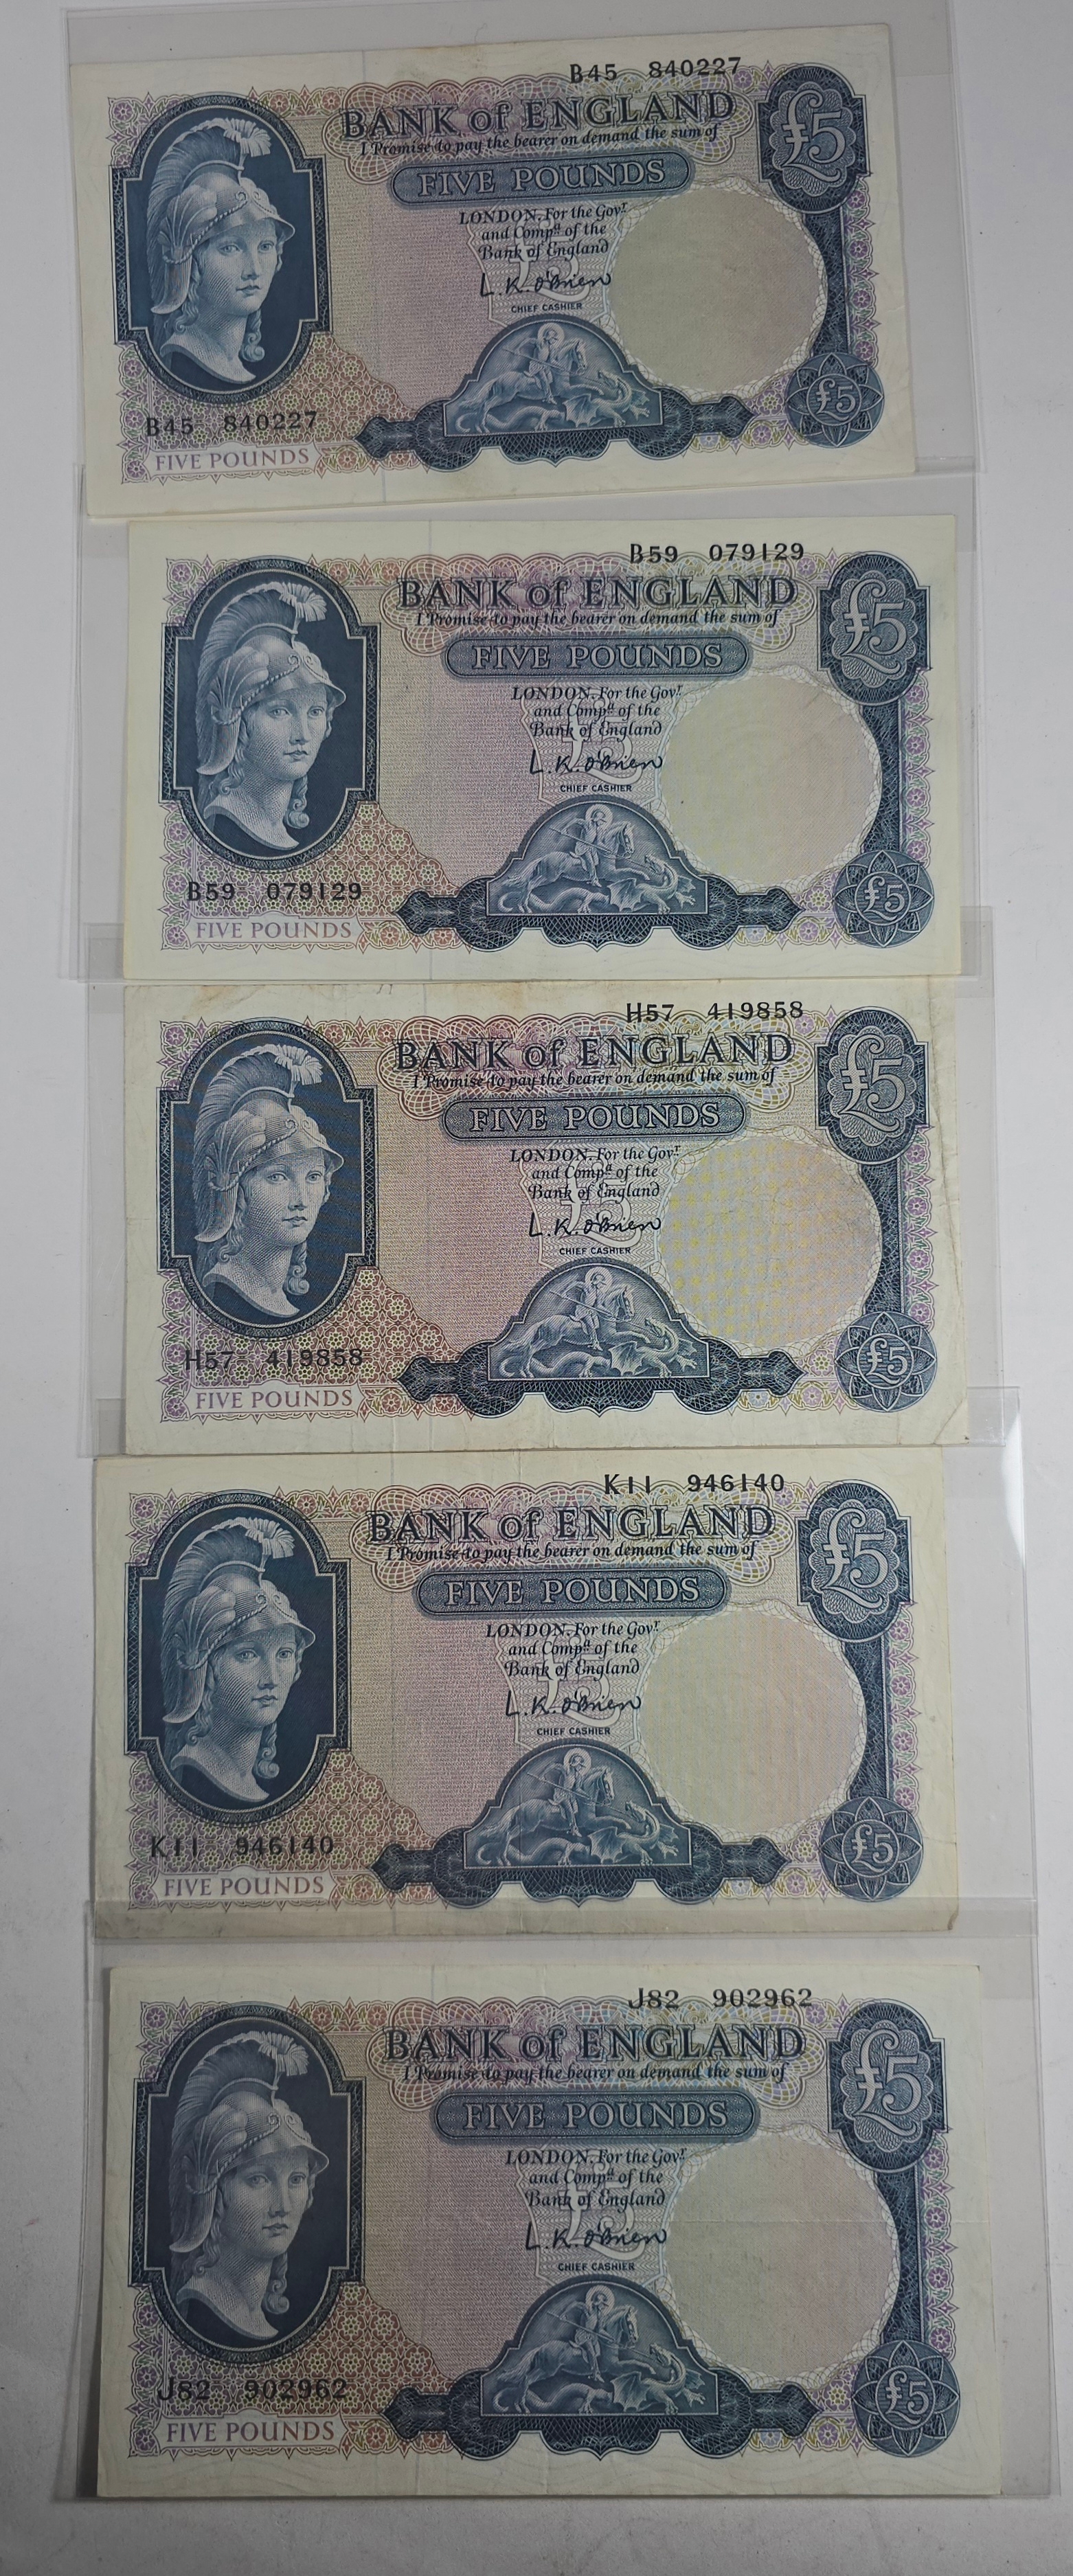 B45 840227
BANK of ENGLAND
£5
I Promise to pay the bearer on demand the sum of
FIVE POUNDS
LONDON. For the Govr
and Compa of the
Bank of England
£5
L.K.O'Brien
CHIEF CASHIER
£5
B45 840227
FIVE POUNDS
B59 079129
BANK of ENGLAND
£5
I Promise to pay the bearer on demand the sum of
FIVE POUNDS
LONDON. For the Govr
and Compa of the
Bank of England
£5
L.K.O'Brien
CHIEF CASHIER
£5
B59 079129
FIVE POUNDS
H57 419858
BANK of ENGLAND
£5
I Promise to pay the bearer on demand the sum of
FIVE POUNDS
LONDON. For the Govr
and Compa of the
Bank of England
£5
L.K.O'Brien
CHIEF CASHIER
£5
H57 419858
FIVE POUNDS
K11 946140
BANK of ENGLAND
£5
I Promise to pay the bearer on demand the sum of
FIVE POUNDS
LONDON. For the Govr
and Compa of the
Bank of England
£5
L.K.O'Brien
CHIEF CASHIER
£5
K11 946140
FIVE POUNDS
J82 902962
BANK of ENGLAND
£5
I Promise to pay the bearer on demand the sum of
FIVE POUNDS
LONDON. For the Govr
and Compa of the
Bank of England
£5
L.K.O'Brien
CHIEF CASHIER
£5
J82 902962
FIVE POUNDS